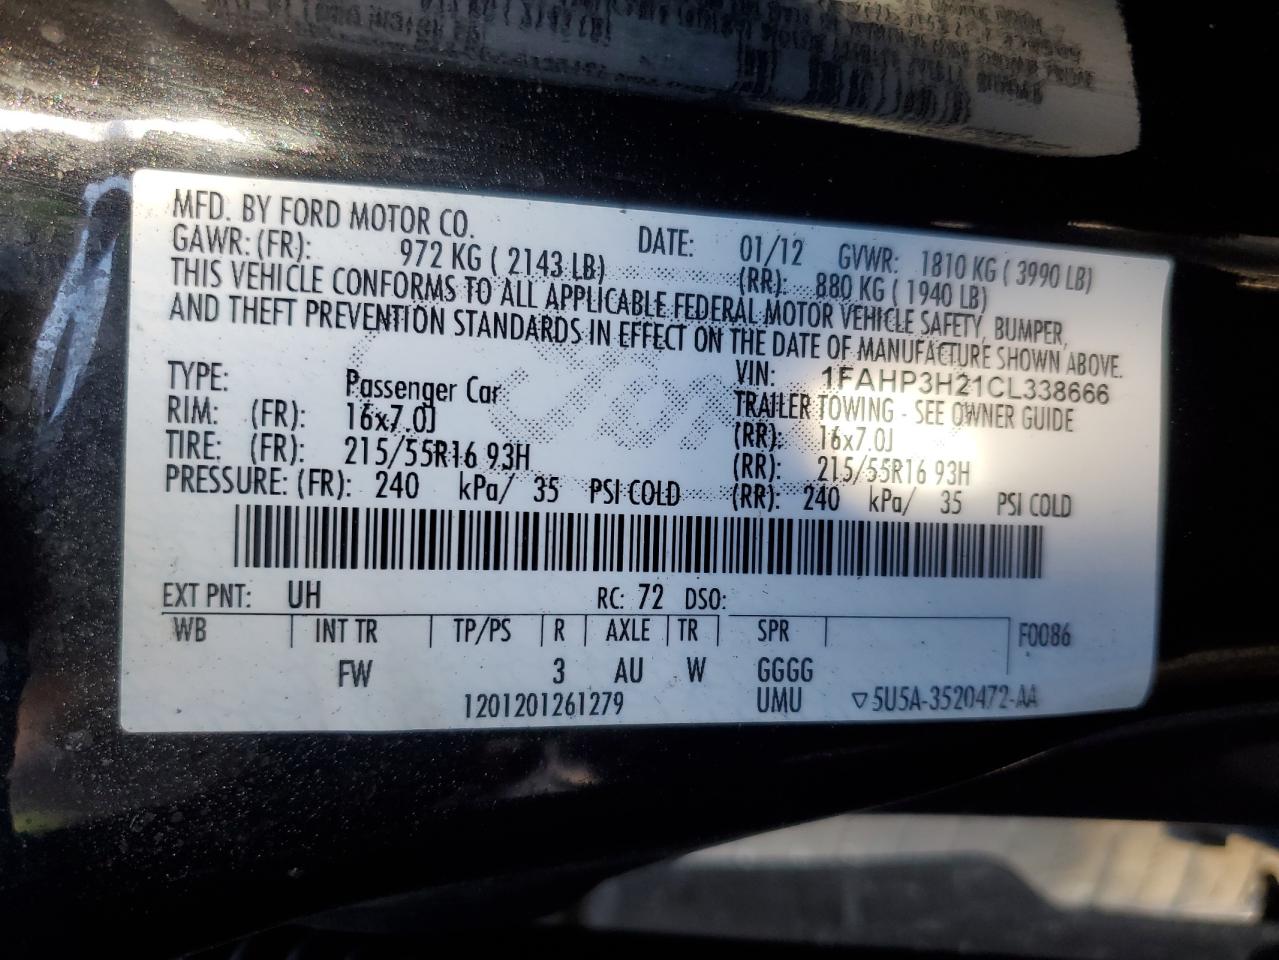 MFD. BY FORD MOTOR CO.
DATE: 01/12 GVWR: 1810 KG ( 3990 LB)
GAWR: (FR): 972 KG ( 2143 LB) (RR): 880 KG ( 1940 LB)
THIS VEHICLE CONFORMS TO ALL APPLICABLE FEDERAL MOTOR VEHICLE SAFETY, BUMPER,
AND THEFT PREVENTION STANDARDS IN EFFECT ON THE DATE OF MANUFACTURE SHOWN ABOVE.
VIN: 1FAHP3H21CL338666
TYPE: Passenger Car TRAILER TOWING - SEE OWNER GUIDE
RIM: (FR): 16x7.0J (RR): 16x7.0J
TIRE: (FR): 215/55R16 93H (RR): 215/55R16 93H
PRESSURE: (FR): 240 kPa/ 35 PSI COLD (RR): 240 kPa/ 35 PSI COLD
EXT PNT: UH RC: 72 DSO:
WB INT TR TP/PS R AXLE TR SPR F0086
FW 3 AU W GGGG
1201201261279 UMU ▽5U5A-3520472-AA